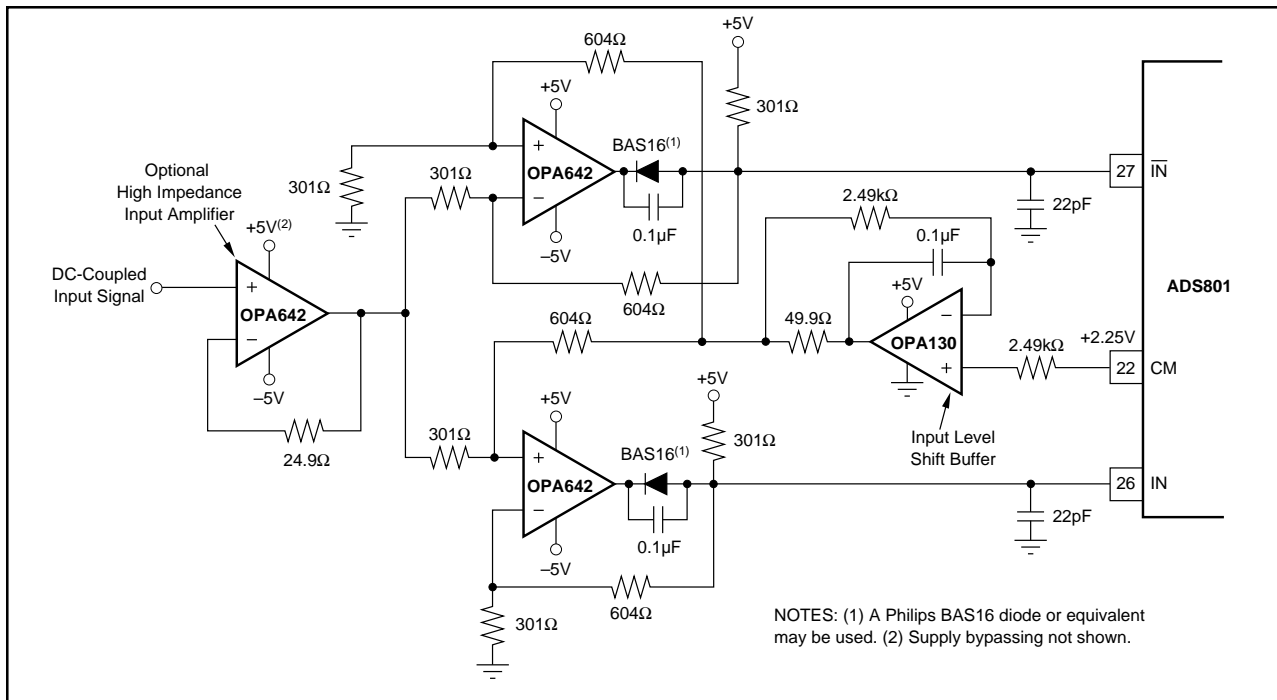 +5V
604Ω
+5V
301Ω
BAS16(1)
Optional
High Impedance
Input Amplifier
301Ω
301Ω
+
OPA642
−
27
IN
2.49kΩ
22pF
+5V(2)
−5V
0.1µF
0.1µF
DC-Coupled
Input Signal
+
OPA642
−
604Ω
+5V
ADS801
604Ω
49.9Ω
−
OPA130
+
+2.25V
2.49kΩ
22
CM
−5V
+5V
+5V
24.9Ω
301Ω
BAS16(1)
301Ω
Input Level
Shift Buffer
+
OPA642
−
26
IN
0.1µF
22pF
−5V
604Ω
301Ω
NOTES: (1) A Philips BAS16 diode or equivalent
may be used. (2) Supply bypassing not shown.